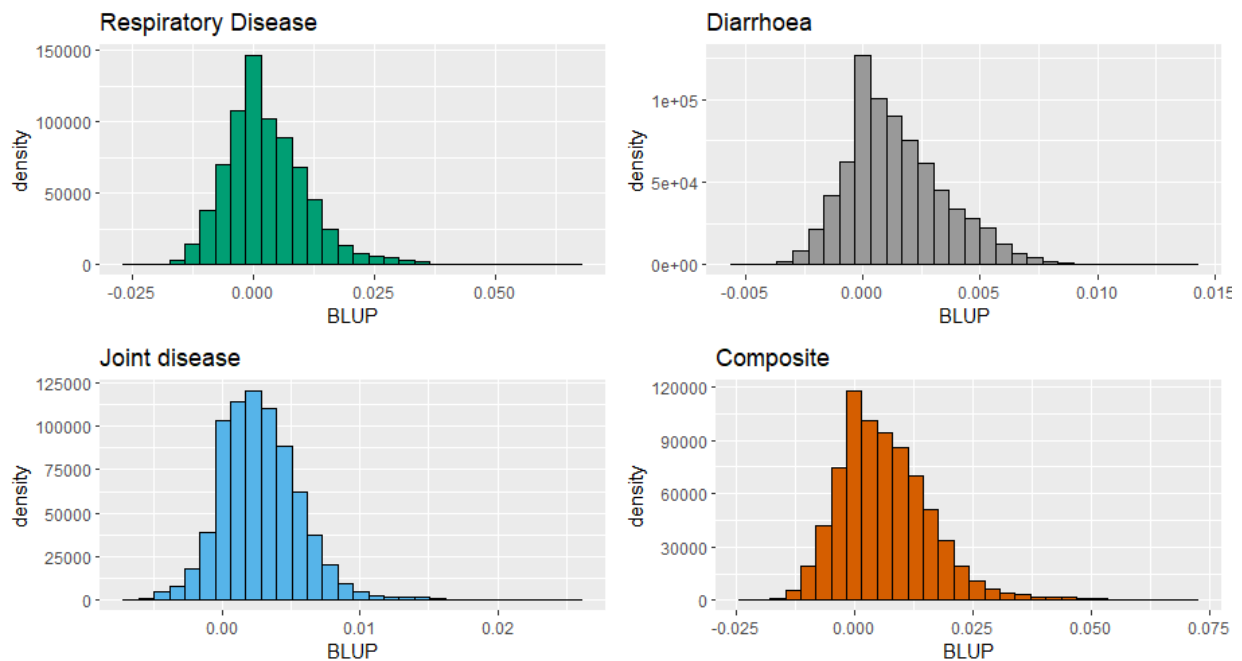 Respiratory Disease
150000
100000
50000
0
density
-0.025 0.000 0.025 0.050
BLUP
Diarrhoea
1e+05
5e+04
0e+00
density
-0.005 0.000 0.005 0.010 0.015
BLUP
Joint disease
125000
100000
75000
50000
25000
0
density
0.00 0.01 0.02
BLUP
Composite
120000
90000
60000
30000
0
density
-0.025 0.000 0.025 0.050 0.075
BLUP